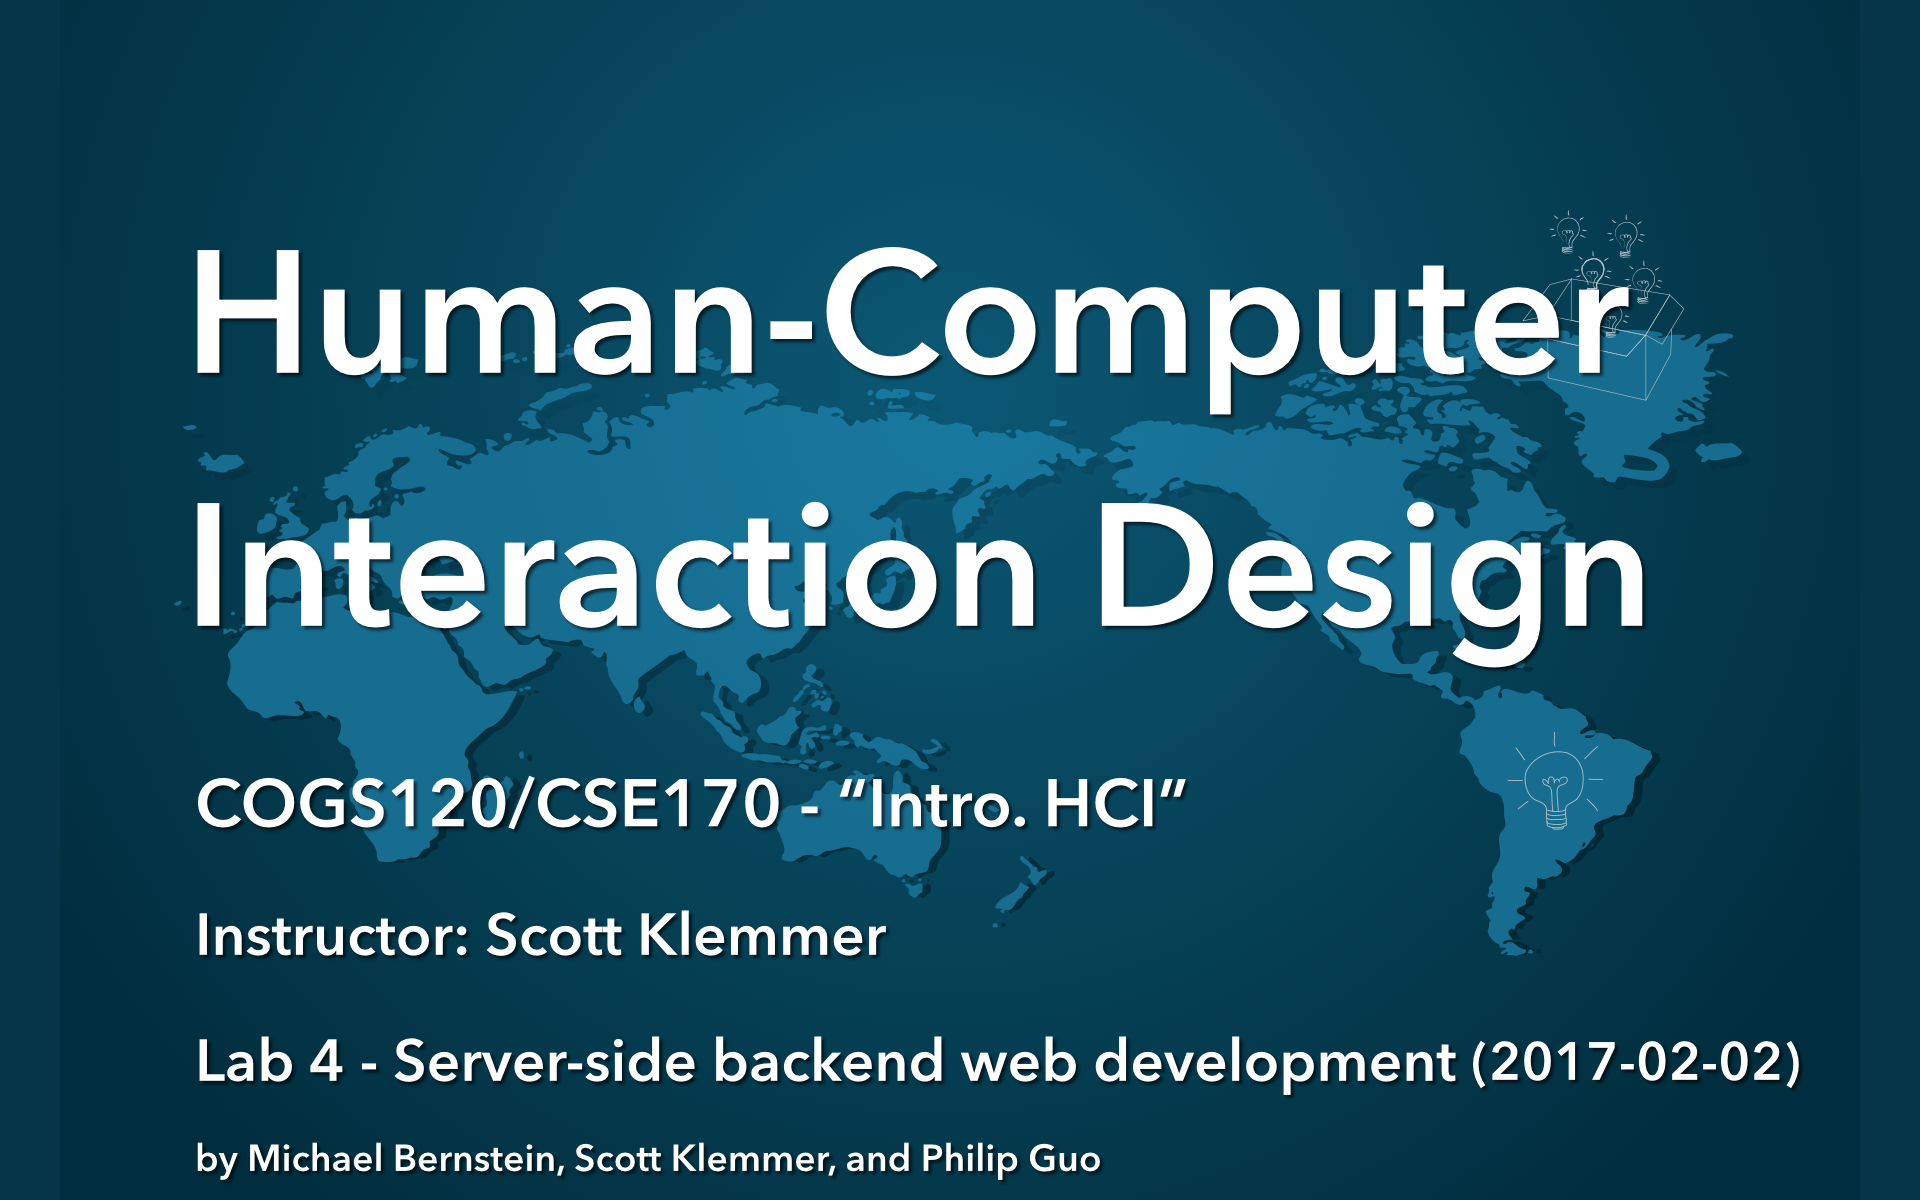 Human-Computer
Interaction Design
COGS120/CSE170 - “Intro. HCI”
Instructor: Scott Klemmer
Lab 4 - Server-side backend web development (2017-02-02)
by Michael Bernstein, Scott Klemmer, and Philip Guo